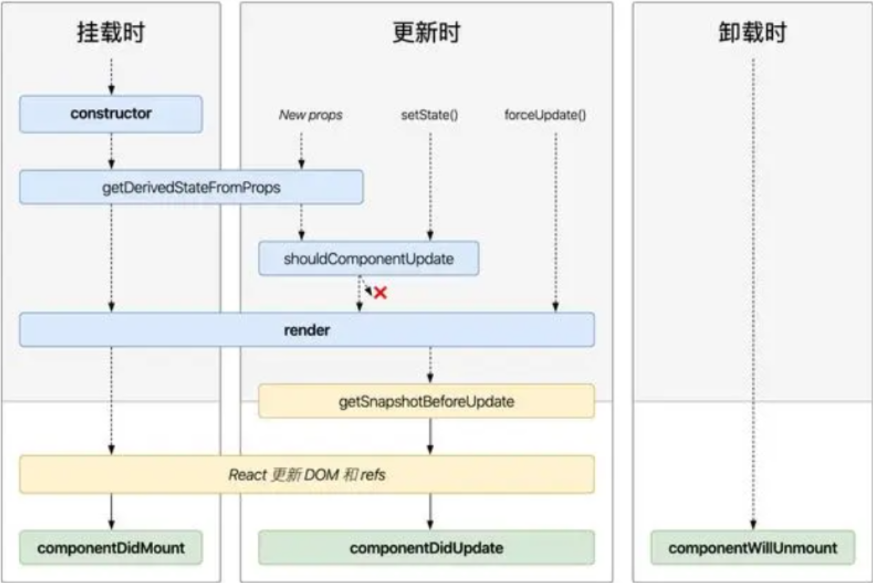 挂载时
更新时
卸载时
constructor
New props
setState()
forceUpdate()
getDerivedStateFromProps
shouldComponentUpdate
render
getSnapshotBeforeUpdate
React 更新 DOM 和 refs
componentDidMount
componentDidUpdate
componentWillUnmount